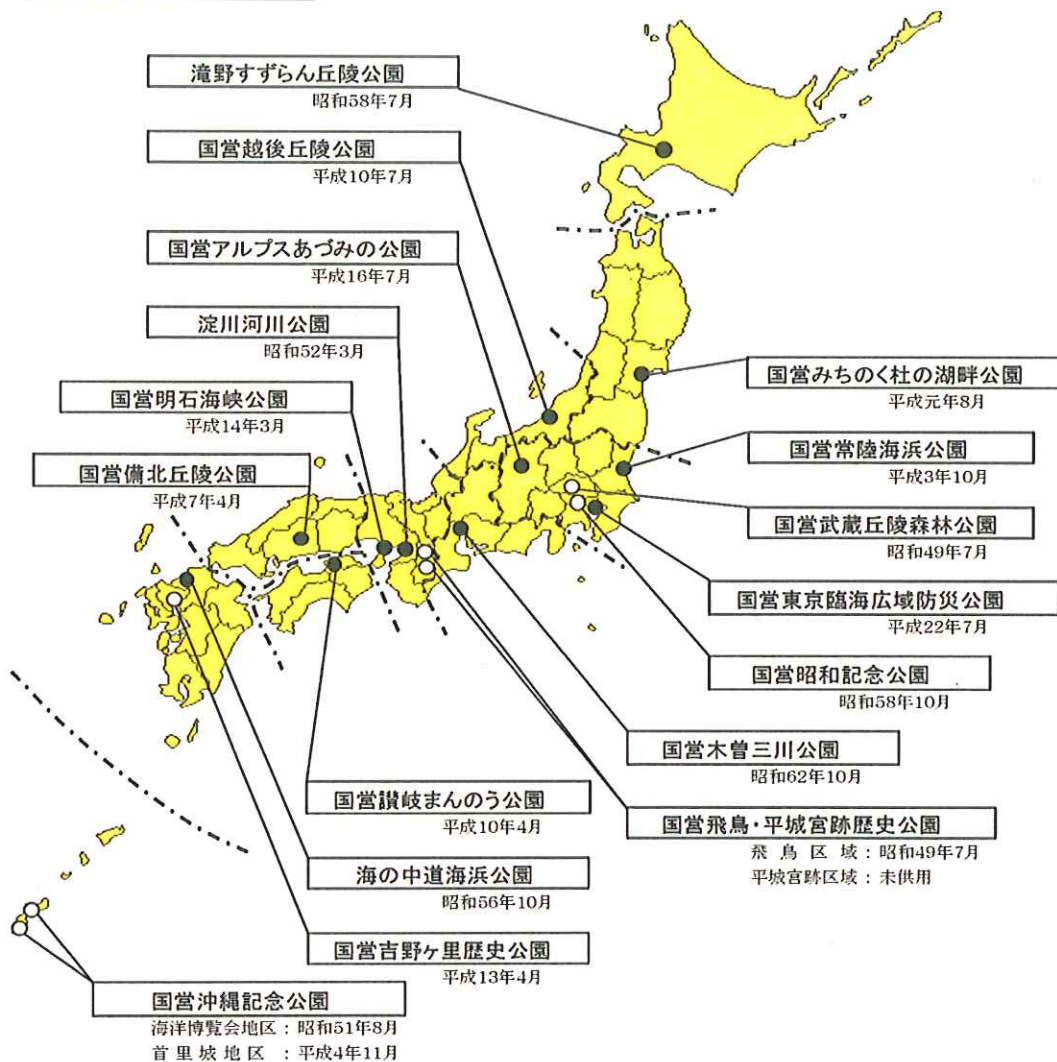 滝野すずらん丘陵公園
昭和58年7月
国営越後丘陵公園
平成10年7月
国営アルプスあづみの公園
平成16年7月
淀川河川公園
昭和52年3月
国営明石海峡公園
平成14年3月
国営備北丘陵公園
平成7年4月
国営みちのく杜の湖畔公園
平成元年8月
国営常陸海浜公園
平成3年10月
国営武蔵丘陵森林公園
昭和49年7月
国営東京臨海広域防災公園
平成22年7月
国営昭和記念公園
昭和58年10月
国営木曽三川公園
昭和62年10月
国営飛鳥・平城宮跡歴史公園
飛鳥区域：昭和49年7月
平城宮跡区域：未供用
国営讃岐まんのう公園
平成10年4月
海の中道海浜公園
昭和56年10月
国営吉野ヶ里歴史公園
平成13年4月
国営沖縄記念公園
海洋博覧会地区：昭和51年8月
首里城地区：平成4年11月